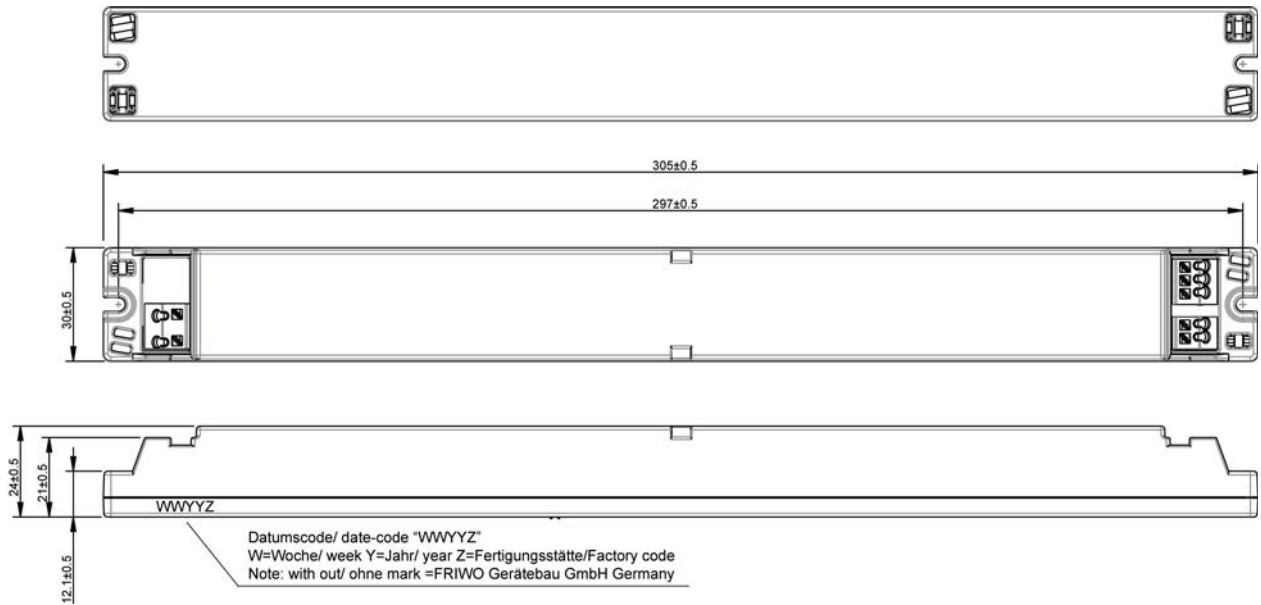 305±0.5
297±0.5
30±0.5
24±0.5
21±0.5
12.1±0.5
WWYYZ
Datumscode/ date-code “WWYYZ”
W=Woche/ week Y=Jahr/ year Z=Fertigungsstätte/Factory code
Note: with out/ ohne mark =FRIWO Gerätebau GmbH Germany